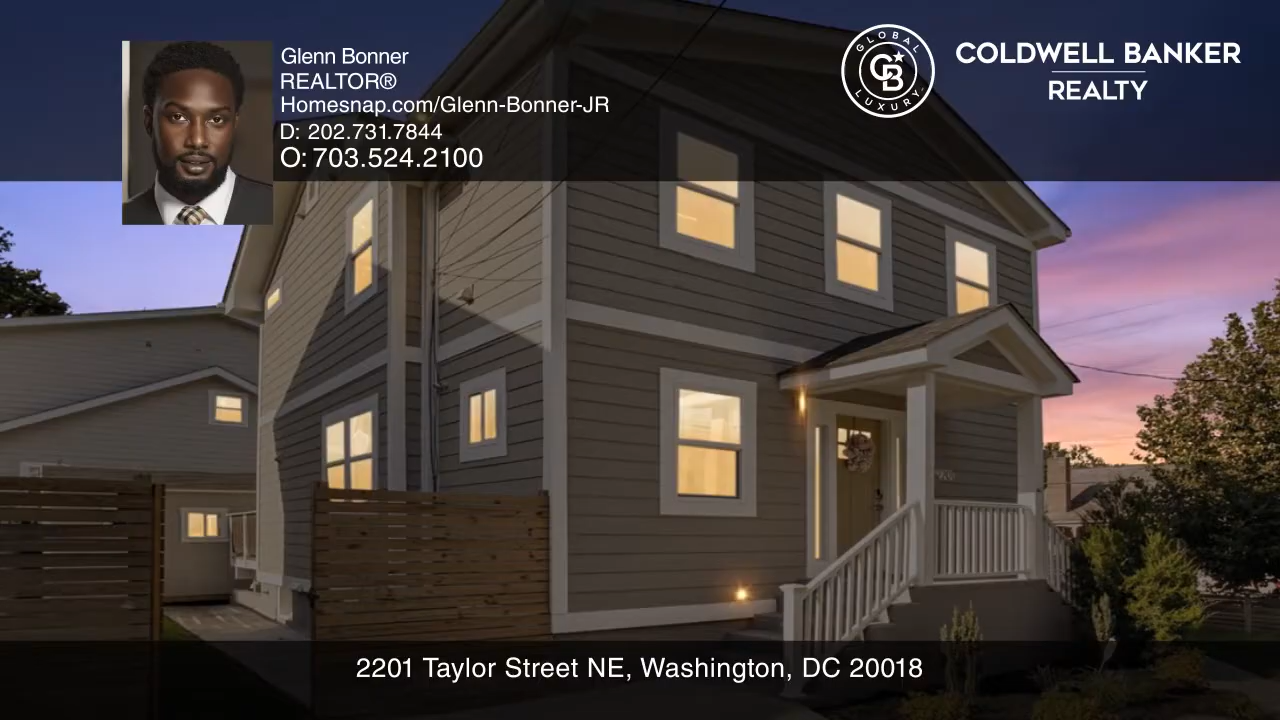 Glenn Bonner
REALTOR®
Homesnap.com/Glenn-Bonner-JR
D: 202.731.7844
O: 703.524.2100
GLOBAL
CB
LUXURY
COLDWELL BANKER
REALTY
2201 Taylor Street NE, Washington, DC 20018